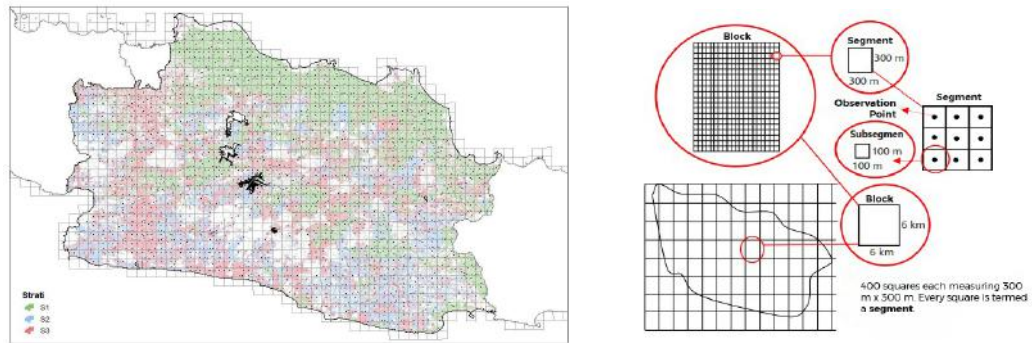 Strati
S1
S2
S3
Block
Segment
300 m
300 m
Observation
Point
Segment
Subsegmen
100 m
100 m
Block
6 km
6 km
400 squares each measuring 300
m x 300 m. Every square is termed
a segment.